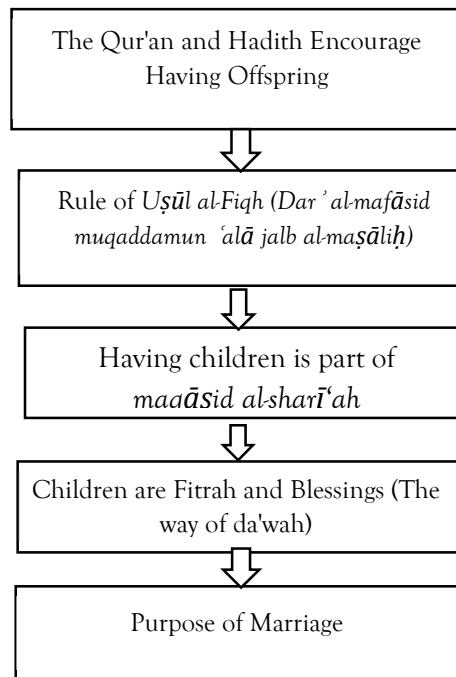 The Qur'an and Hadith Encourage
Having Offspring
Rule of Uṣūl al-Fiqh (Dar ʾ al-mafāsid
muqaddamun ʿalā jalb al-maṣāliḥ)
Having children is part of
maaāṣid al-sharīʿah
Children are Fitrah and Blessings (The
way of da'wah)
Purpose of Marriage